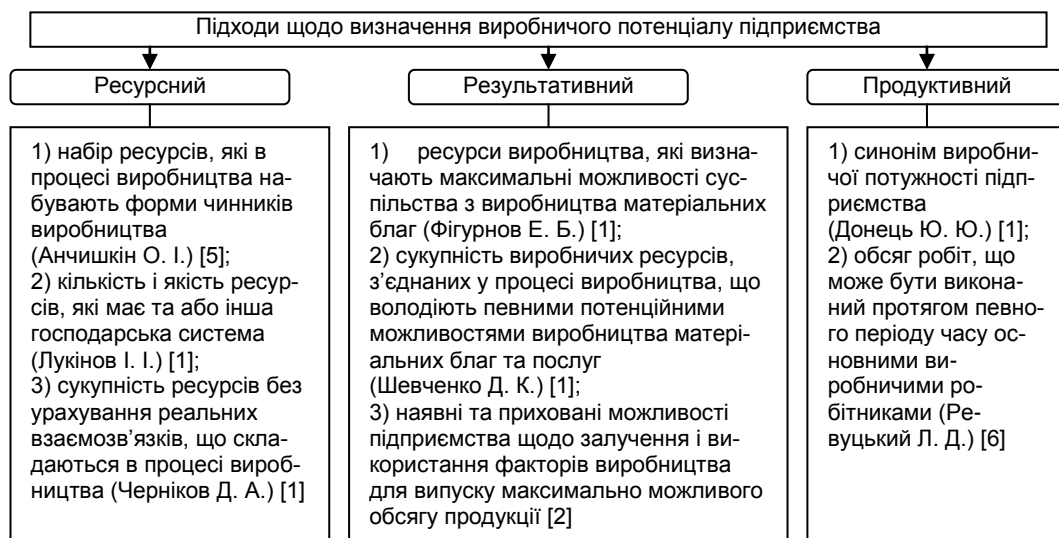 Підходи щодо визначення виробничого потенціалу підприємства
Ресурсний
Результативний
Продуктивний
1) набір ресурсів, які в
процесі виробництва на-
бувають форми чинників
виробництва
(Анчишкін О. І.) [5];
2) кількість і якість ресур-
сів, які має та або інша
господарська система
(Лукінов І. І.) [1];
3) сукупність ресурсів без
урахування реальних
взаємозв’язків, що скла-
даються в процесі вироб-
ництва (Черніков Д. А.) [1]
1) ресурси виробництва, які визна-
чають максимальні можливості сус-
пільства з виробництва матеріальних
благ (Фігурнов Е. Б.) [1];
2) сукупність виробничих ресурсів,
з’єднаних у процесі виробництва, що
володіють певними потенційними
можливостями виробництва матері-
альних благ та послуг
(Шевченко Д. К.) [1];
3) наявні та приховані можливості
підприємства щодо залучення і ви-
користання факторів виробництва
для випуску максимально можливого
обсягу продукції [2]
1) синонім виробни-
чої потужності підп-
риємства
(Донець Ю. Ю.) [1];
2) обсяг робіт, що
може бути викона-
ний протягом певно-
го періоду часу ос-
новними ви-
робничими ро-
бітниками (Ре-
вуцький Л. Д.) [6]